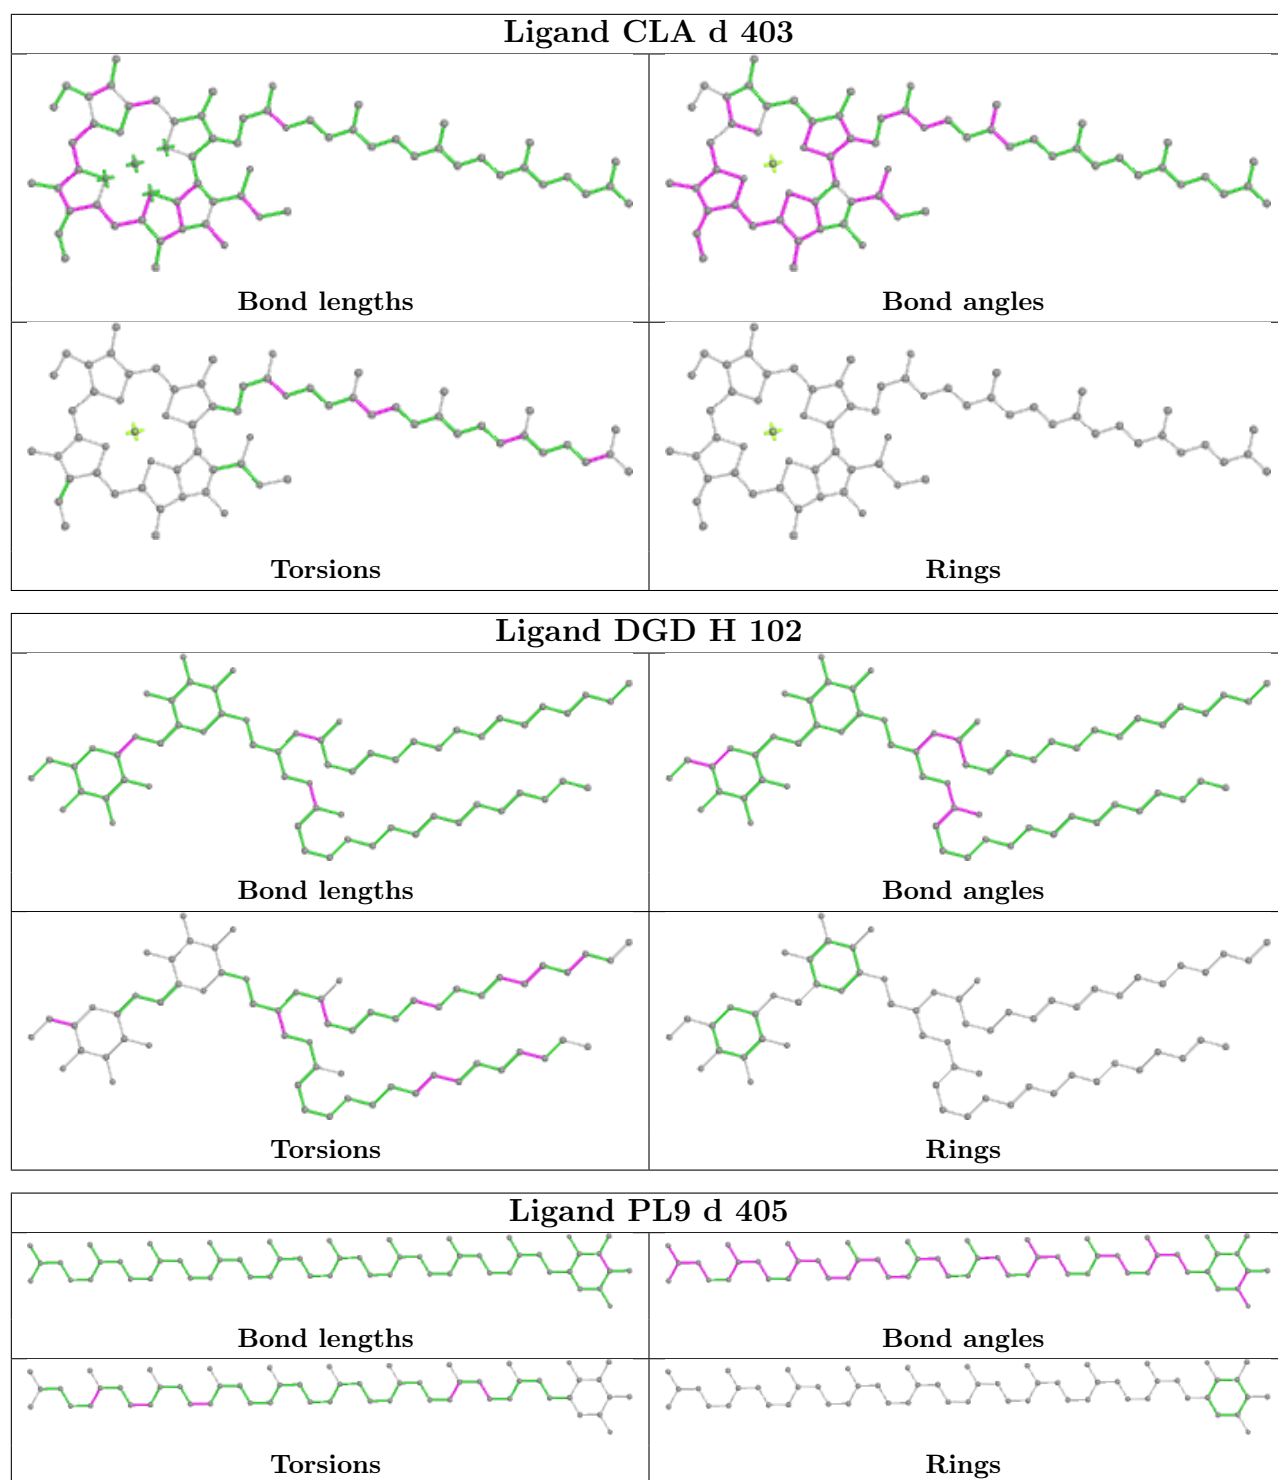 Ligand CLA d 403
Bond lengths
Bond angles
Torsions
Rings
Ligand DGD H 102
Bond lengths
Bond angles
Torsions
Rings
Ligand PL9 d 405
Bond lengths
Bond angles
Torsions
Rings